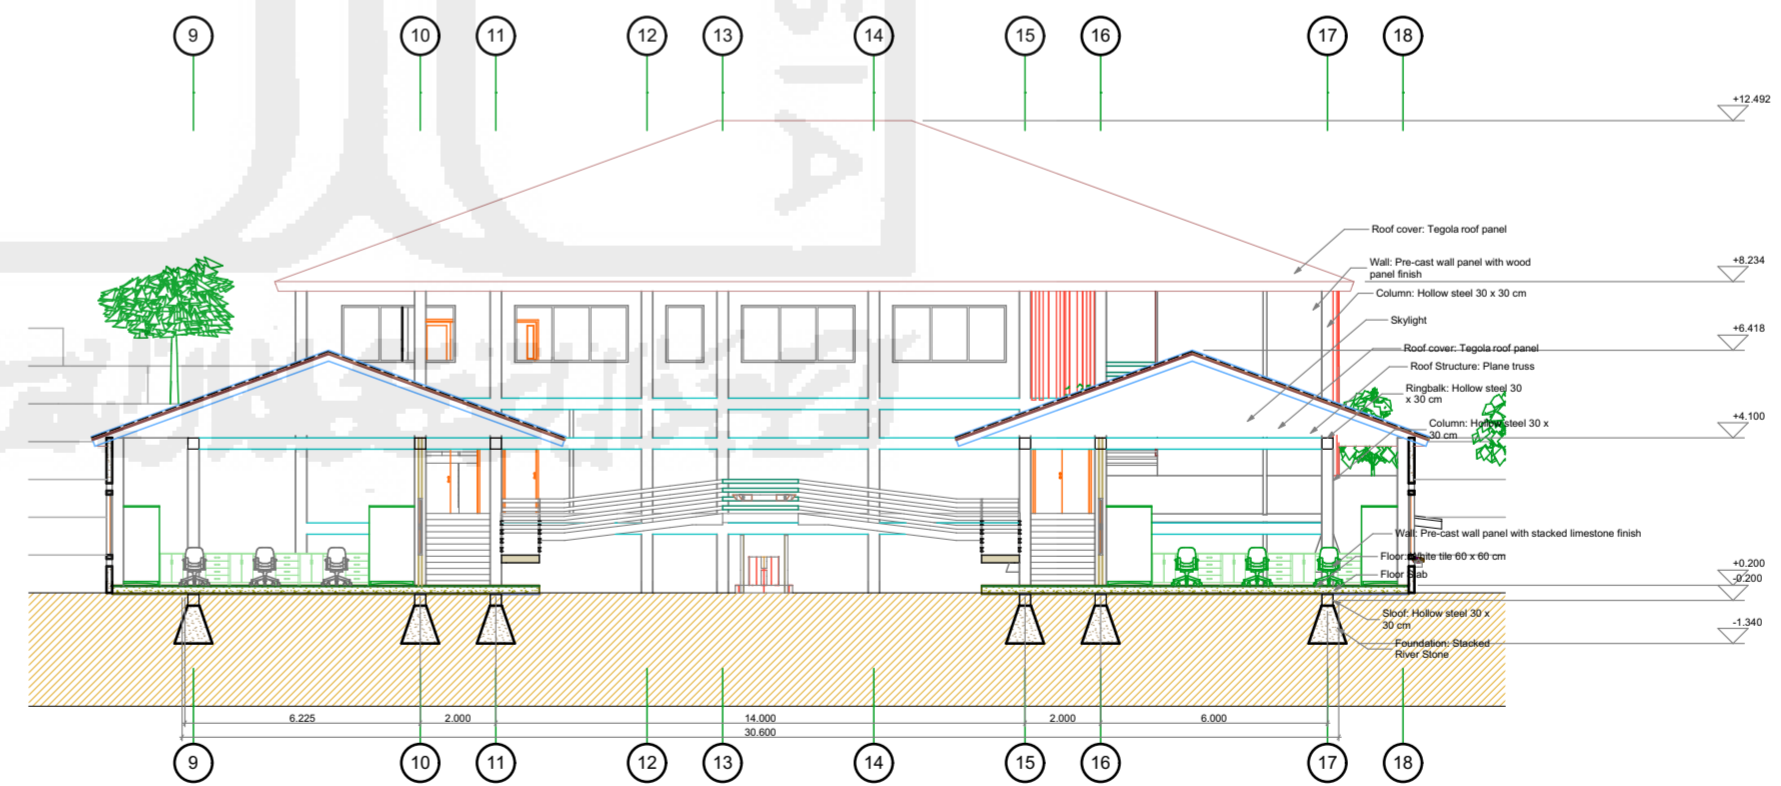 9 10 11 12 13 14 15 16 17 18
+12.492
Roof cover: Tegola roof panel
Wall: Pre-cast wall panel with wood
panel finish
+8.234
Column: Hollow steel 30 x 30 cm
Skylight
+6.418
Roof cover: Tegola roof panel
Roof Structure: Plane truss
Ringbalk: Hollow steel 30
x 30 cm
+4.100
Column: Hollow steel 30 x
30 cm
Wall: Pre-cast wall panel with stacked limestone finish
Floor: White tile 60 x 60 cm
+0.200
Floor Slab
-0.200
Sloof: Hollow steel 30 x
30 cm
-1.340
Foundation: Stacked
River Stone
6.225 2.000 14.000 2.000 6.000
30.600
9 10 11 12 13 14 15 16 17 18